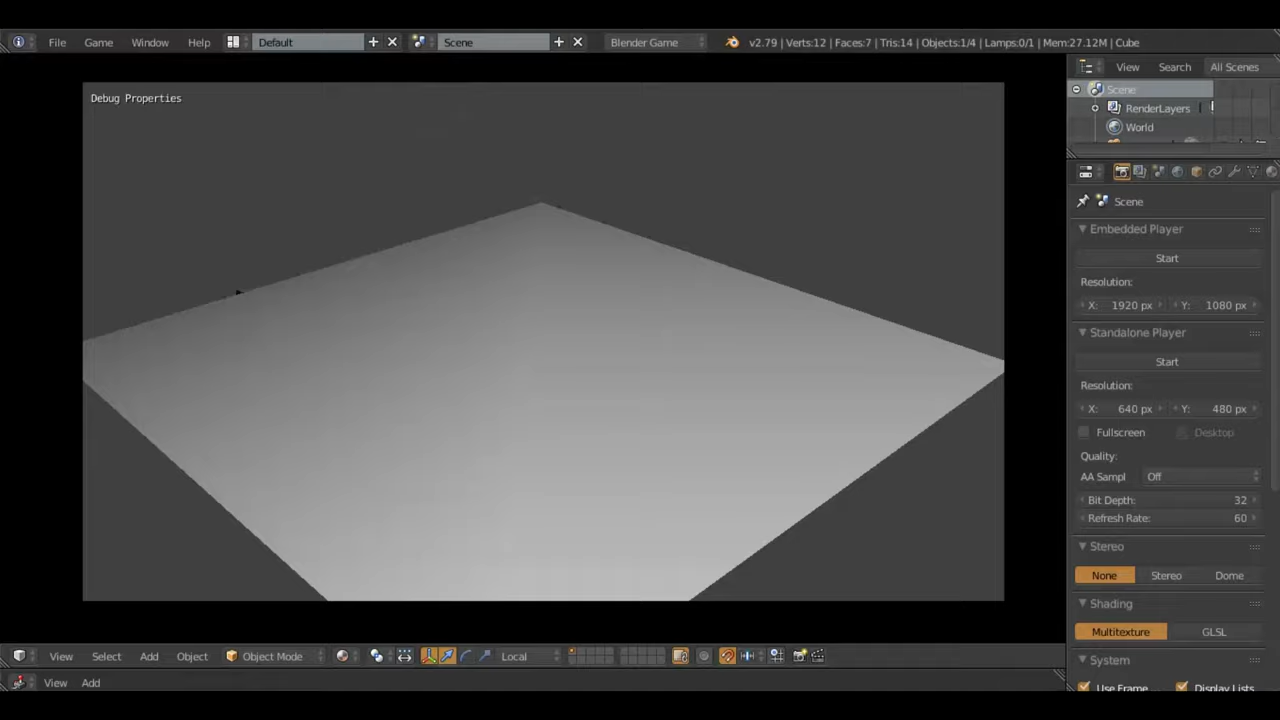 File Game Window Help Default Scene Blender Game v2.79 | Verts:12 | Faces:7 | Tris:14 | Objects:1/4 | Lamps:0/1 | Mem:27.12M | Cube
View Search All Scenes
Scene
RenderLayers
World
Debug Properties
Scene
Embedded Player
Start
Resolution:
X: 1920 px Y: 1080 px
Standalone Player
Start
Resolution:
X: 640 px Y: 480 px
Fullscreen Desktop
Quality:
AA Sampl Off
Bit Depth: 32
Refresh Rate: 60
Stereo
None Stereo Dome
Shading
Multitexture GLSL
System
Use Frame ... Display Lists
View Select Add Object Object Mode Local
View Add